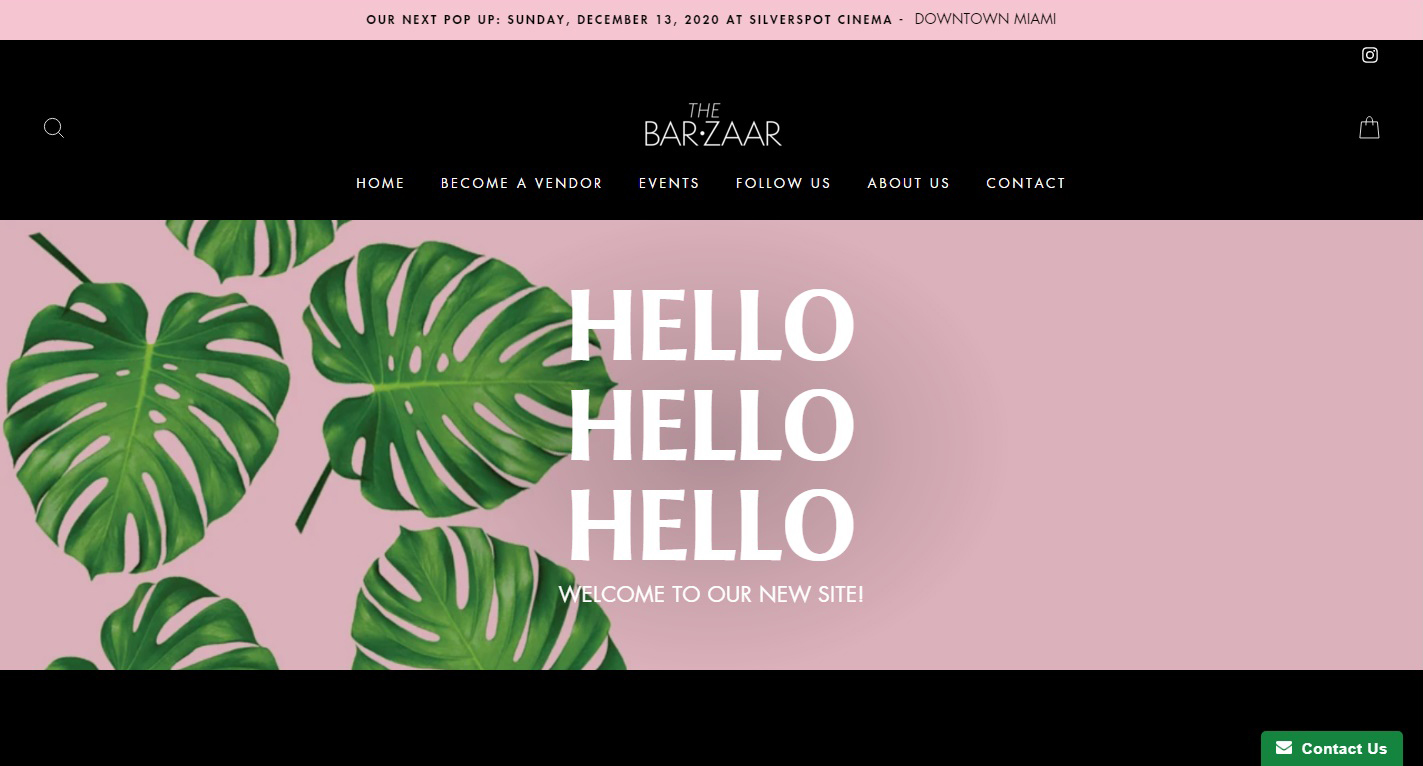 OUR NEXT POP UP: SUNDAY, DECEMBER 13, 2020 AT SILVERSPOT CINEMA - DOWNTOWN MIAMI
THE
BAR•ZAAR
HOME BECOME A VENDOR EVENTS FOLLOW US ABOUT US CONTACT
HELLO
HELLO
HELLO
WELCOME TO OUR NEW SITE!
Contact Us